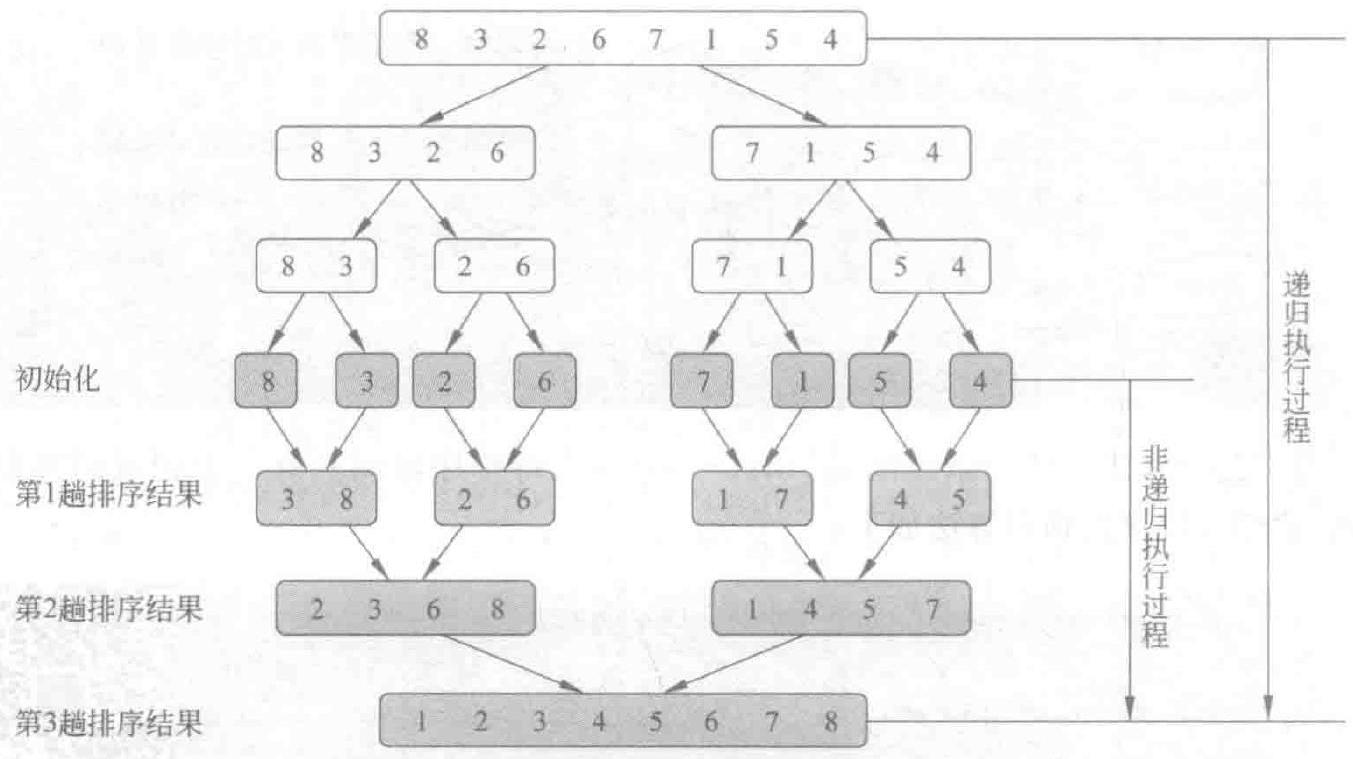 8 3 2 6 7 1 5 4
8 3 2 6 7 1 5 4
8 3 2 6 7 1 5 4
初始化 8 3 2 6 7 1 5 4
第1趟排序结果 3 8 2 6 1 7 4 5
第2趟排序结果 2 3 6 8 1 4 5 7
第3趟排序结果 1 2 3 4 5 6 7 8
非递归执行过程
递归执行过程